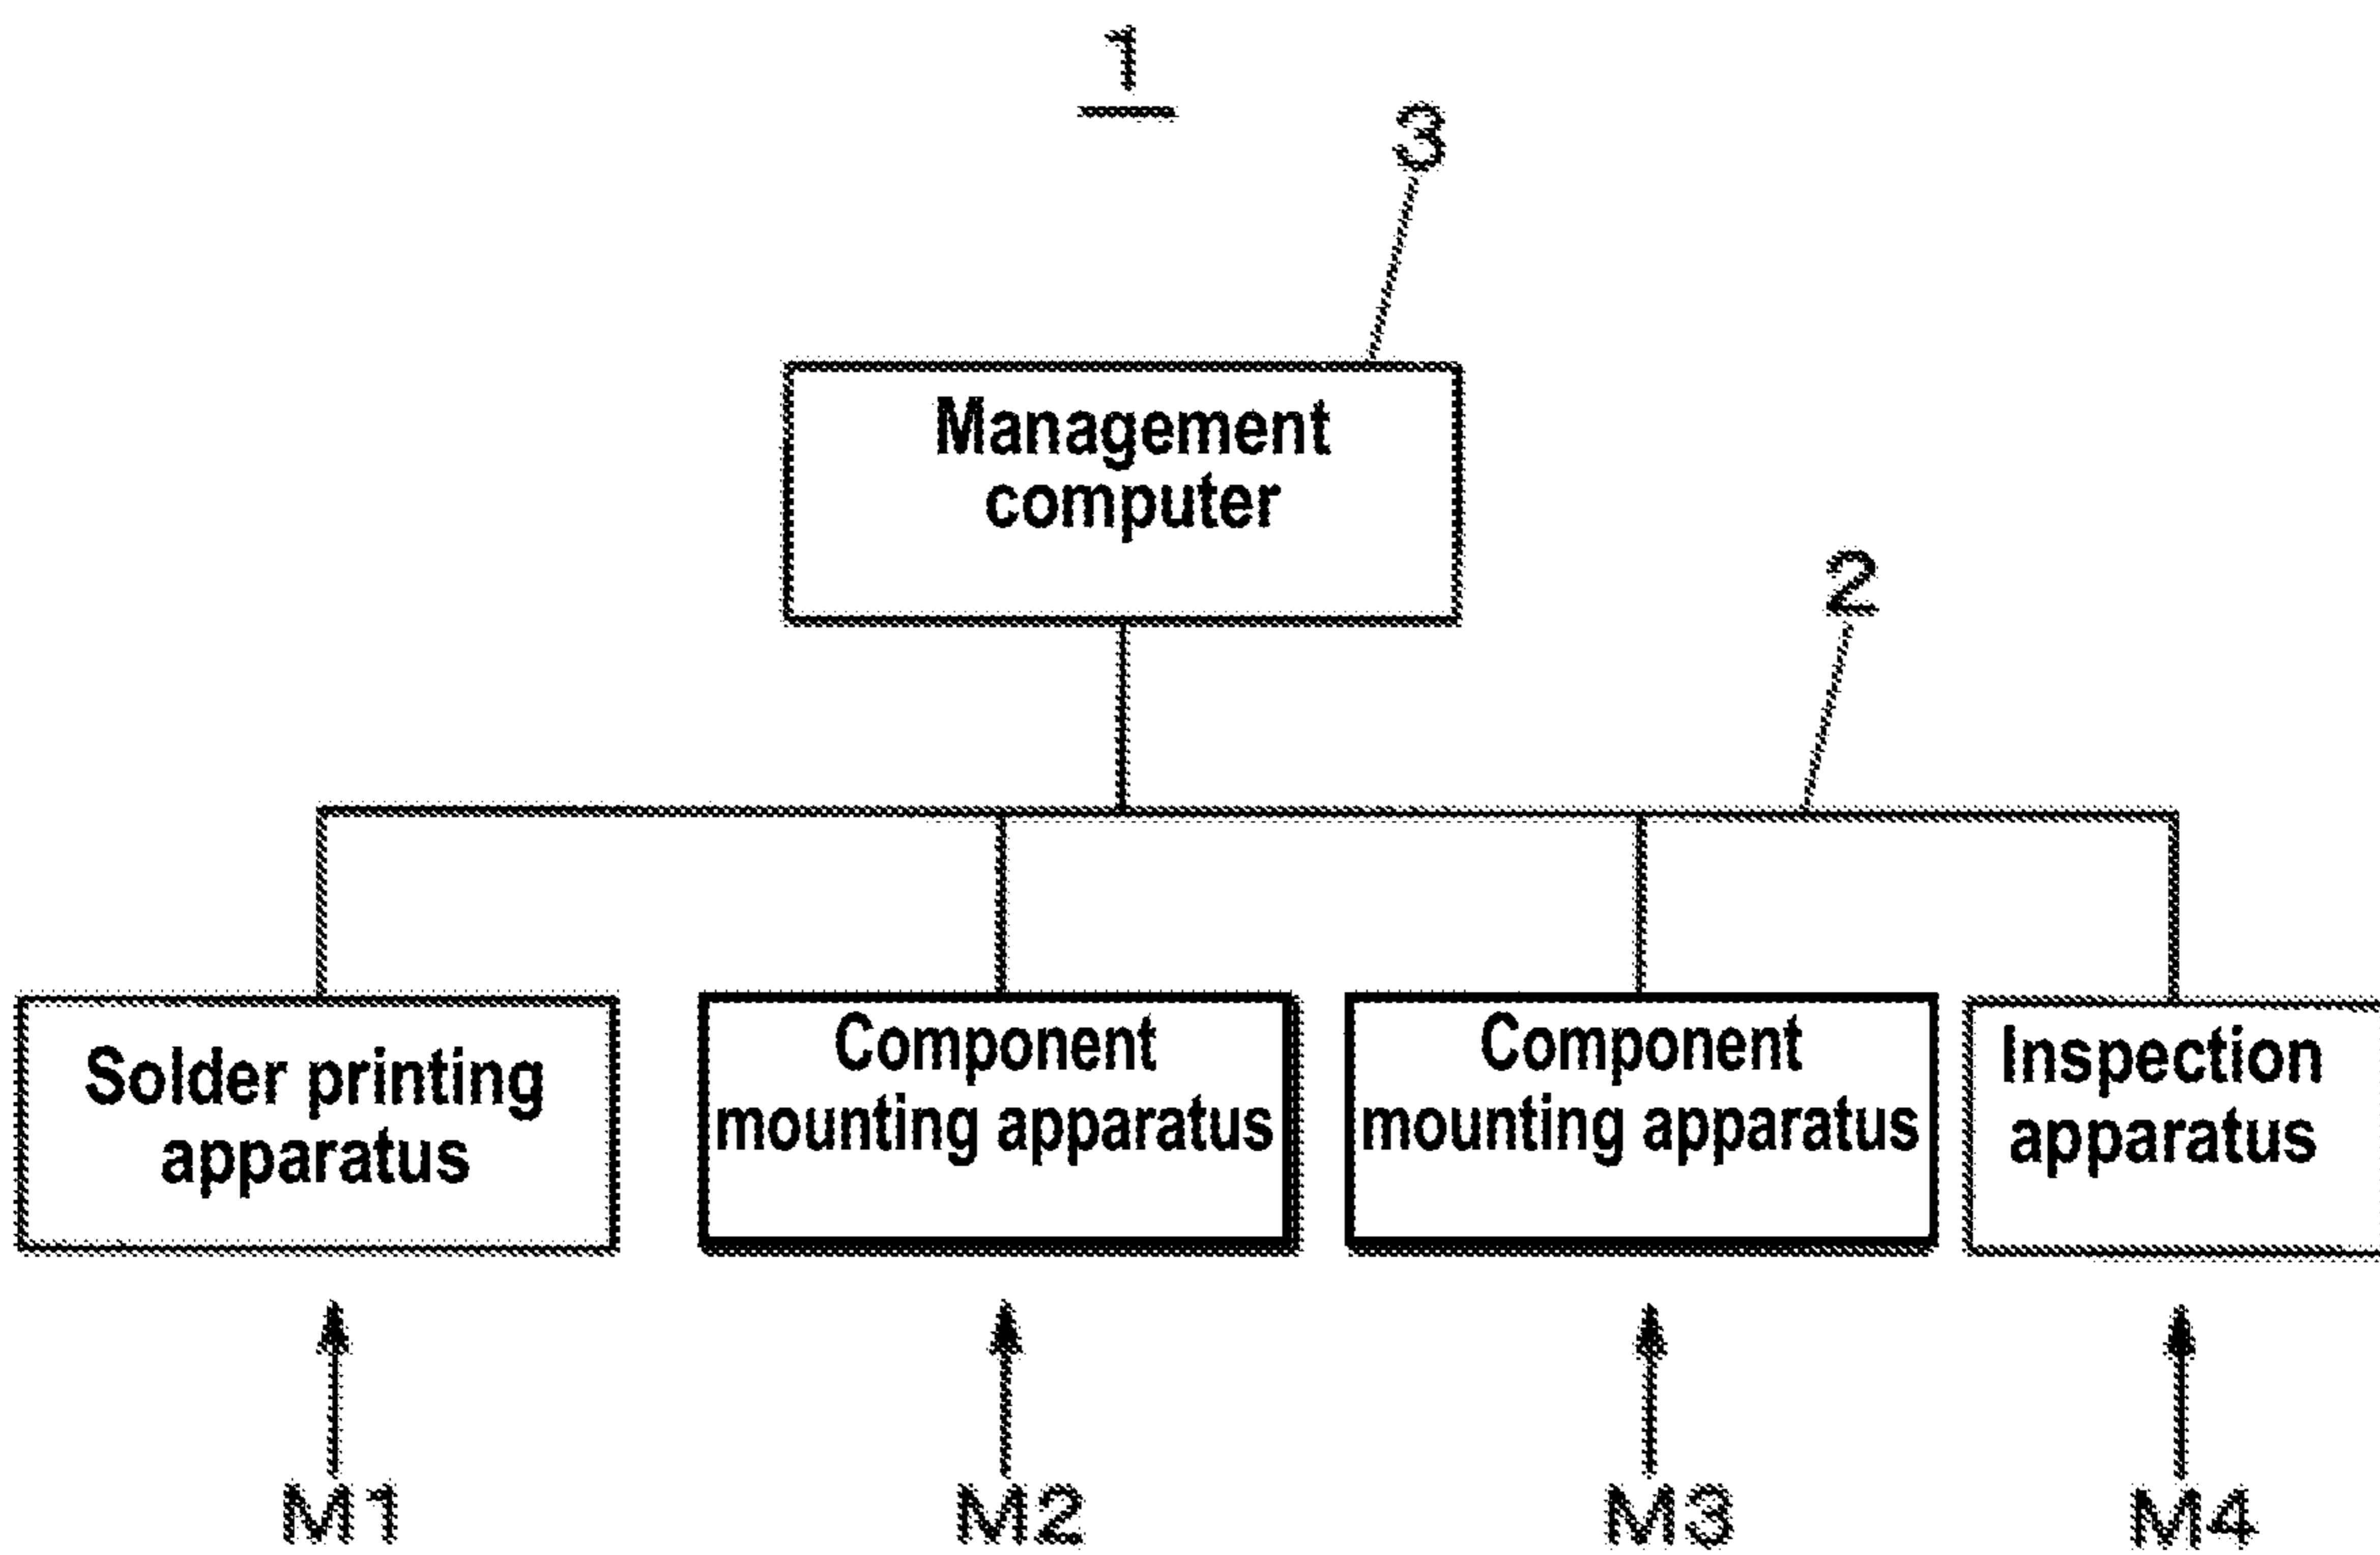 1
3
Management
computer
2
Solder printing
apparatus
Component
mounting apparatus
Component
mounting apparatus
Inspection
apparatus
M1
M2
M3
M4